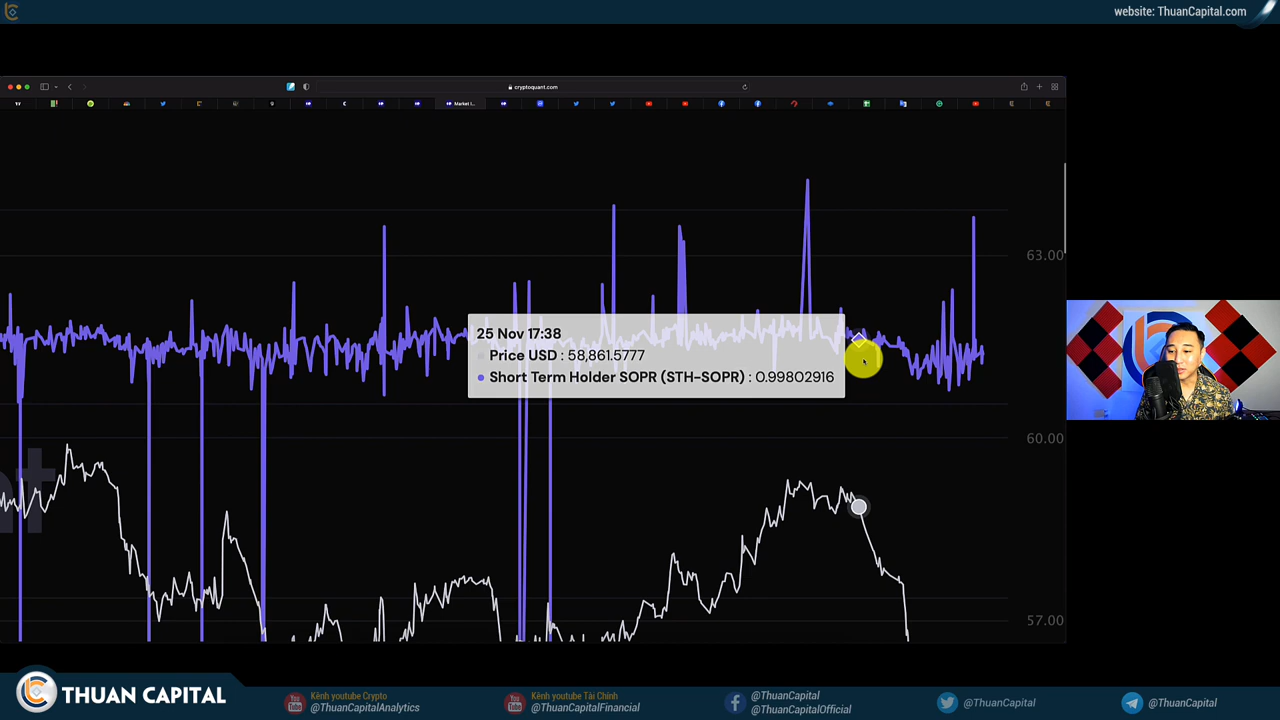 website: ThuanCapital.com
cryptoquant.com
Market I...
63.00
25 Nov 17:38
Price USD : 58,861.5777
Short Term Holder SOPR (STH-SOPR) : 0.99802916
60.00
nt
57.00
THUAN CAPITAL
Kênh youtube Crypto
@ThuanCapitalAnalytics
Kênh youtube Tài Chính
@ThuanCapitalFinancial
@ThuanCapital
@ThuanCapitalOfficial
@ThuanCapital
@ThuanCapital